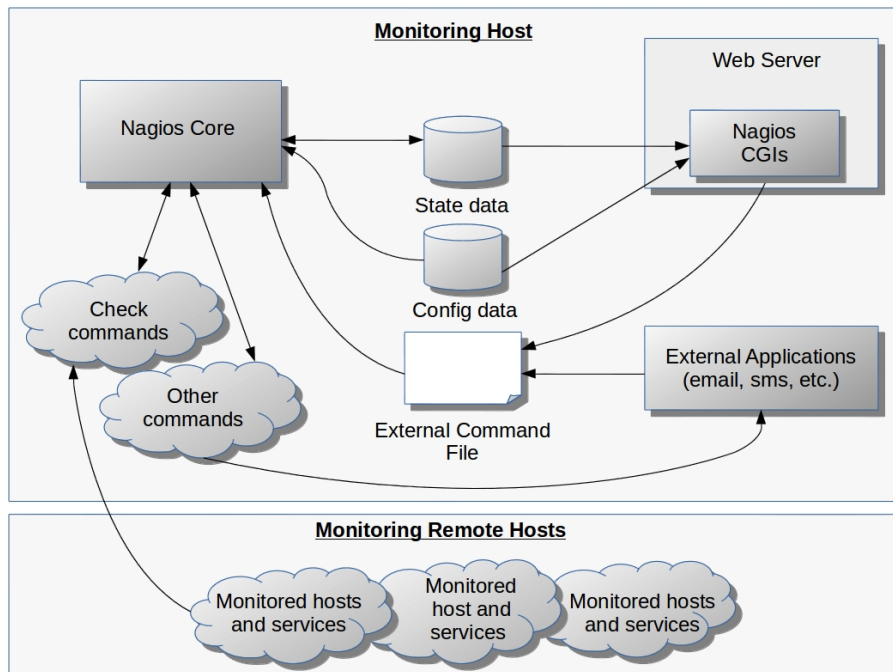 Monitoring Host
Web Server
Nagios Core
Nagios
CGIs
State data
Config data
Check
commands
Other
commands
External Command
File
External Applications
(email, sms, etc.)
Monitoring Remote Hosts
Monitored hosts
and services
Monitored
host and
services
Monitored hosts
and services